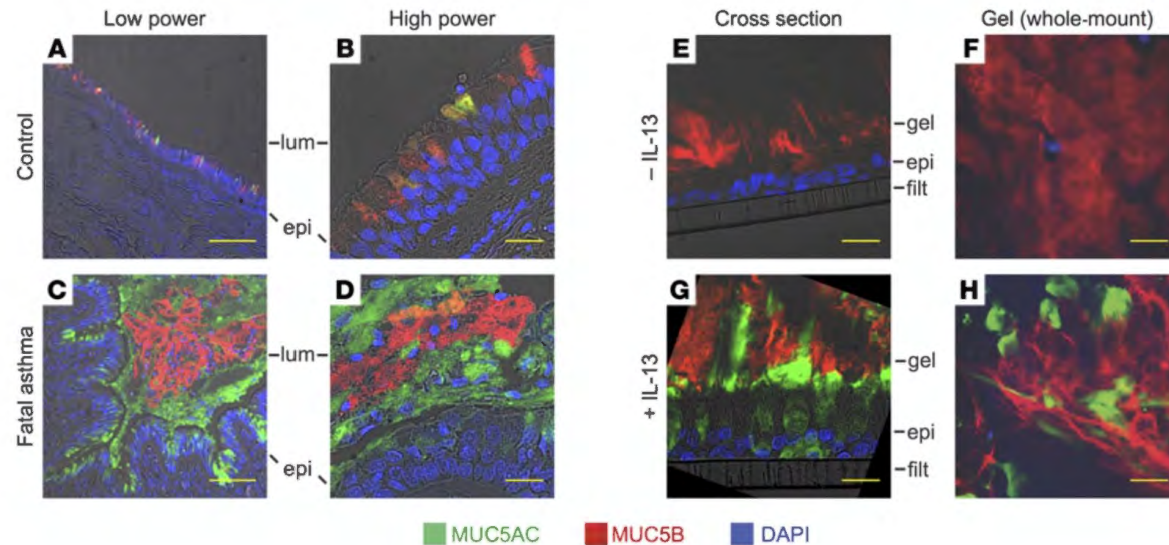 Low power
High power
Cross section
Gel (whole-mount)
A
B
E
F
Control
lum
epi
– IL-13
gel
epi
filt
C
D
G
H
Fatal asthma
lum
epi
+ IL-13
gel
epi
filt
MUC5AC
MUC5B
DAPI